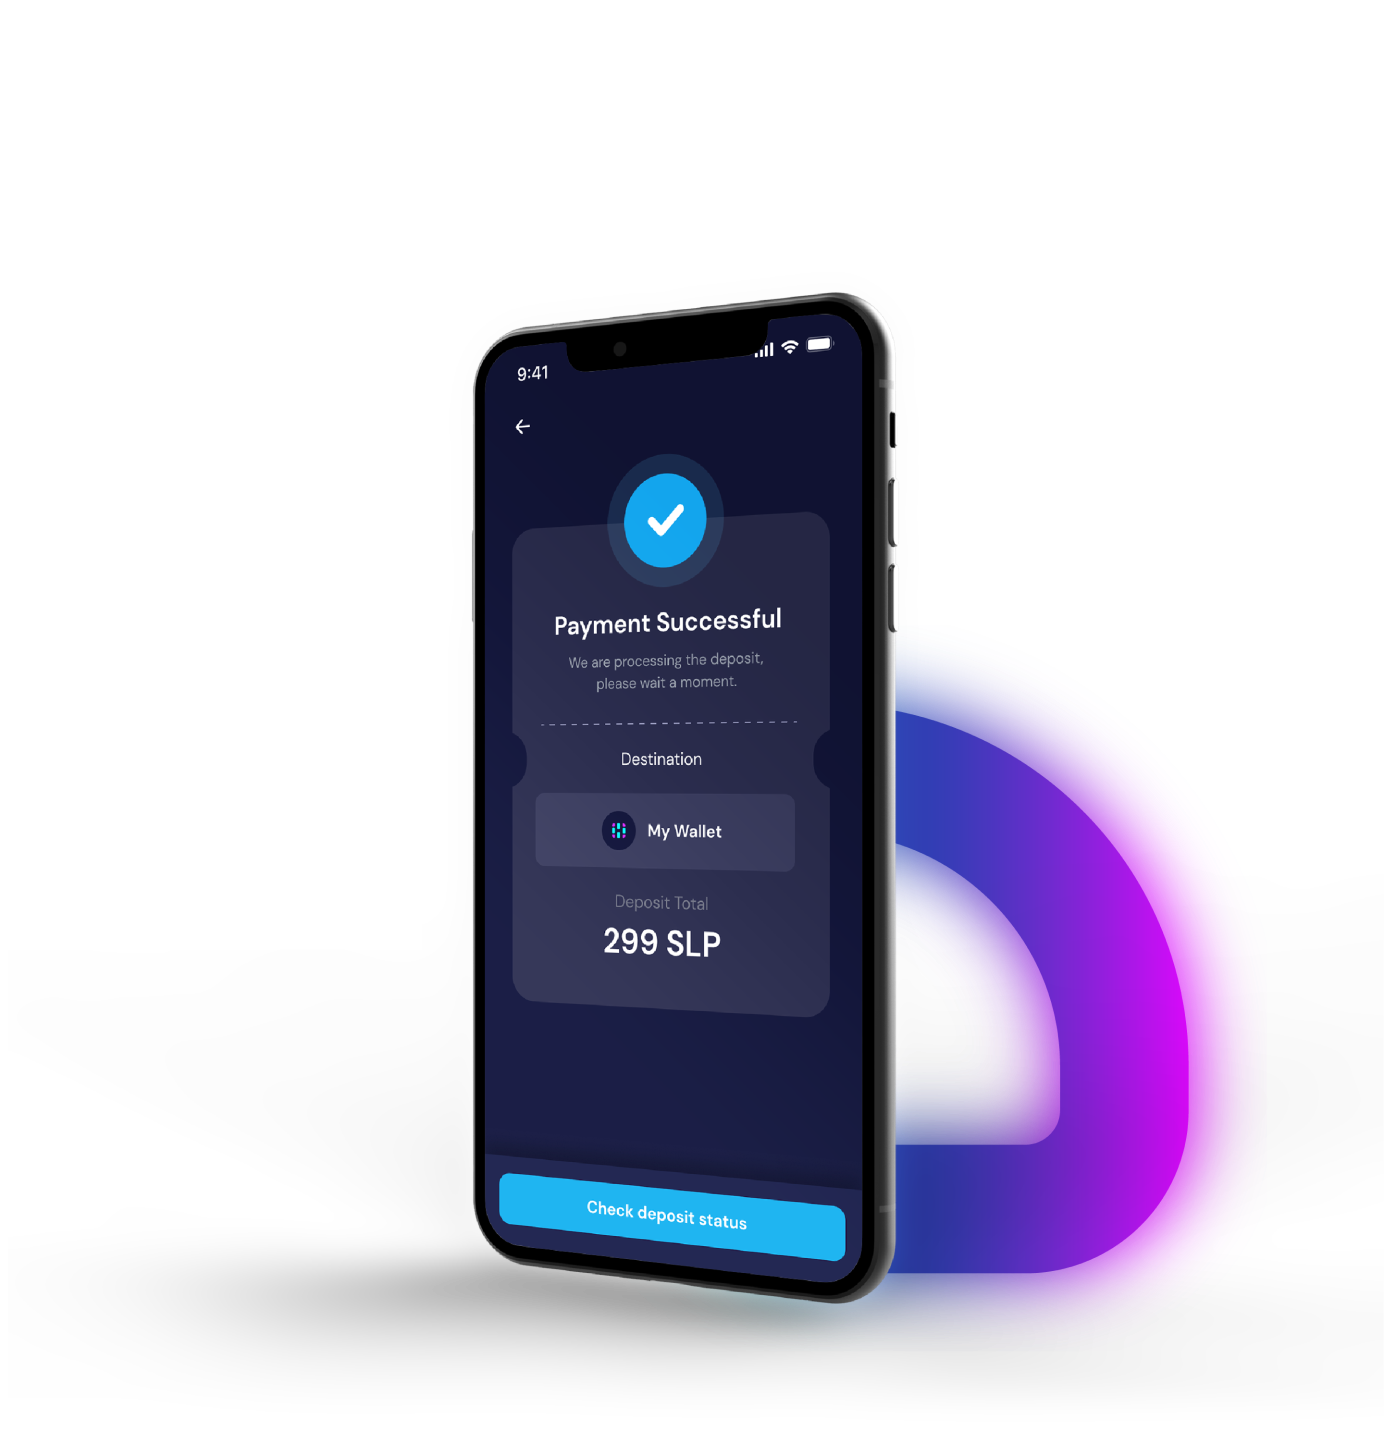 9:41
Payment Successful
We are processing the deposit,
please wait a moment.
Destination
My Wallet
Deposit Total
299 SLP
Check deposit status